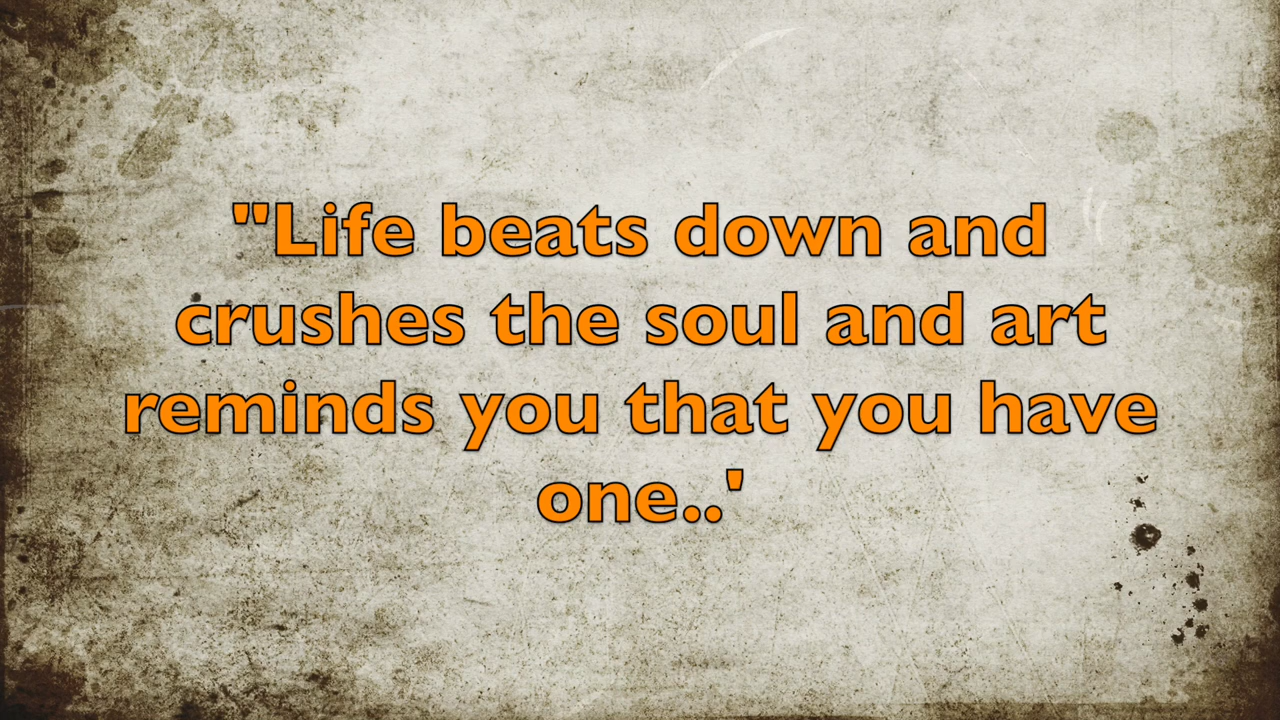 "Life beats down and
crushes the soul and art
reminds you that you have
one..'